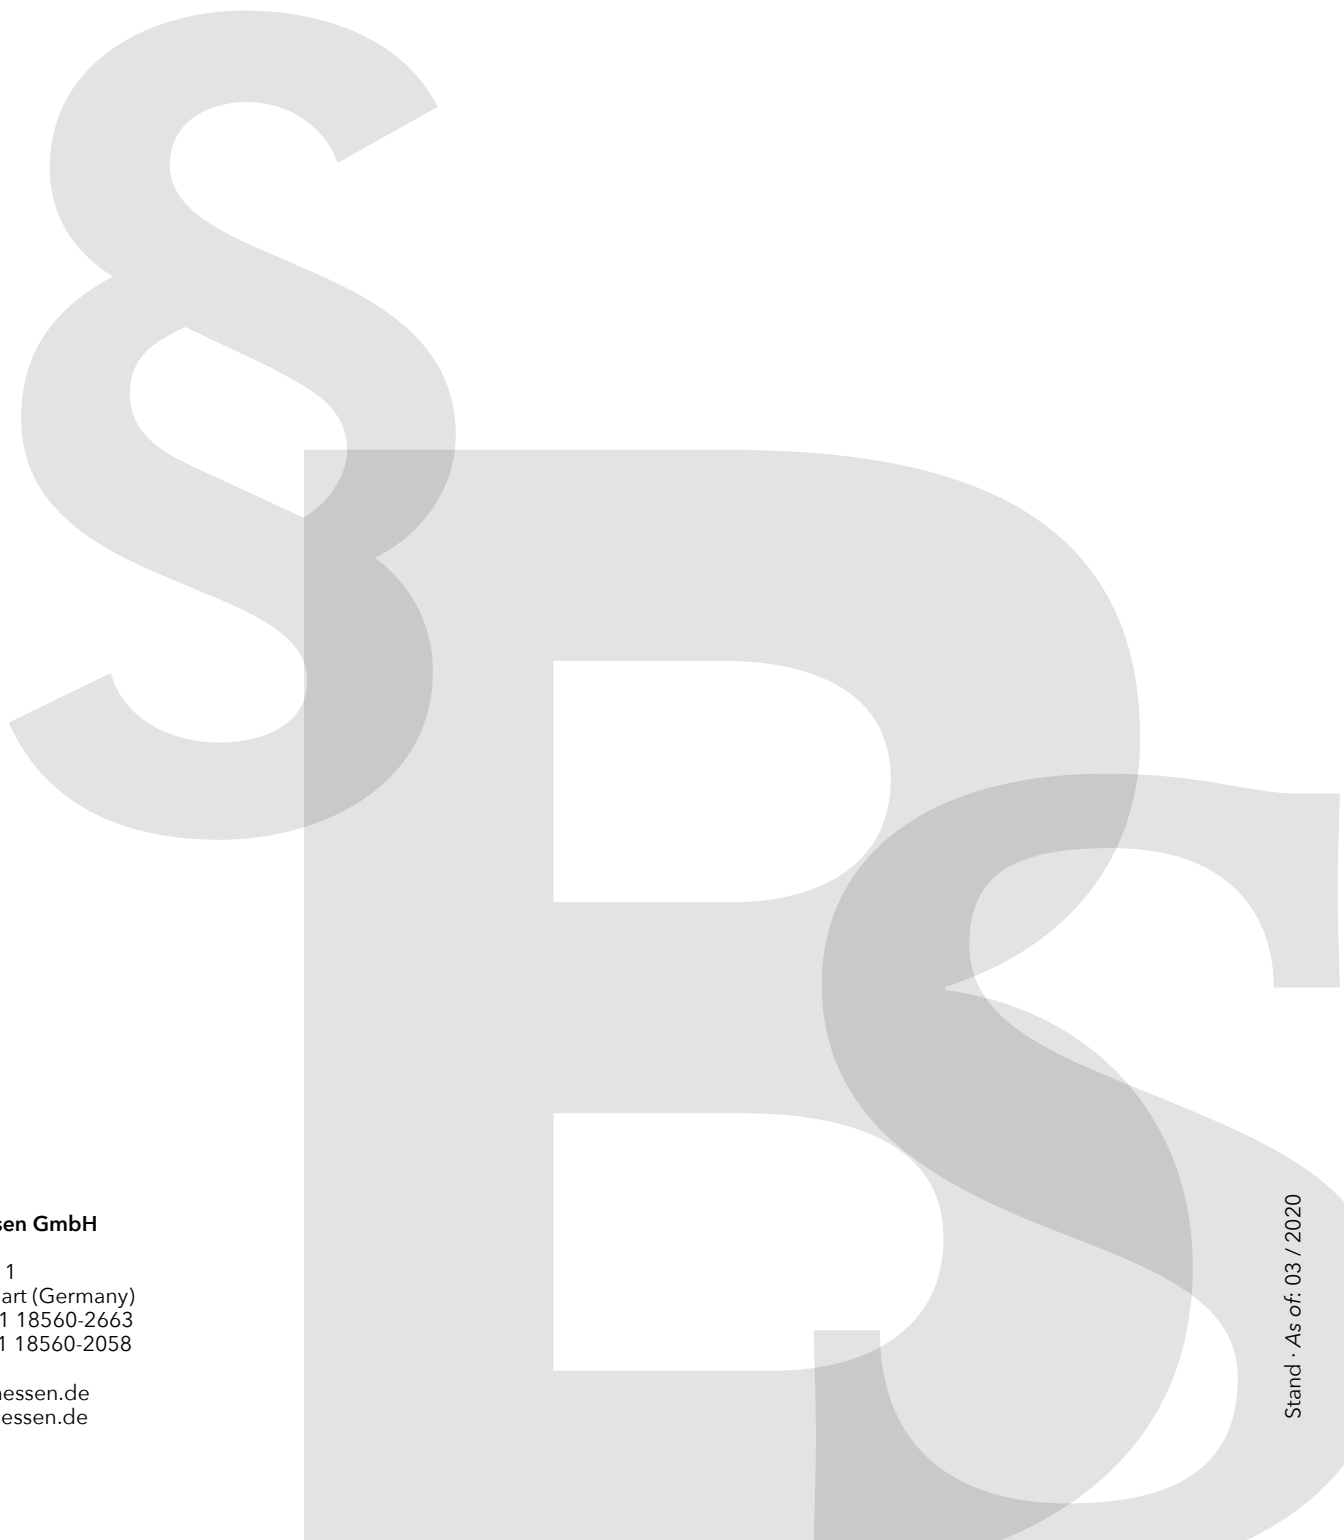 §
B
S
sen GmbH
1
art (Germany)
1 18560-2663
1 18560-2058
essen.de
essen.de
Stand · As of: 03 / 2020